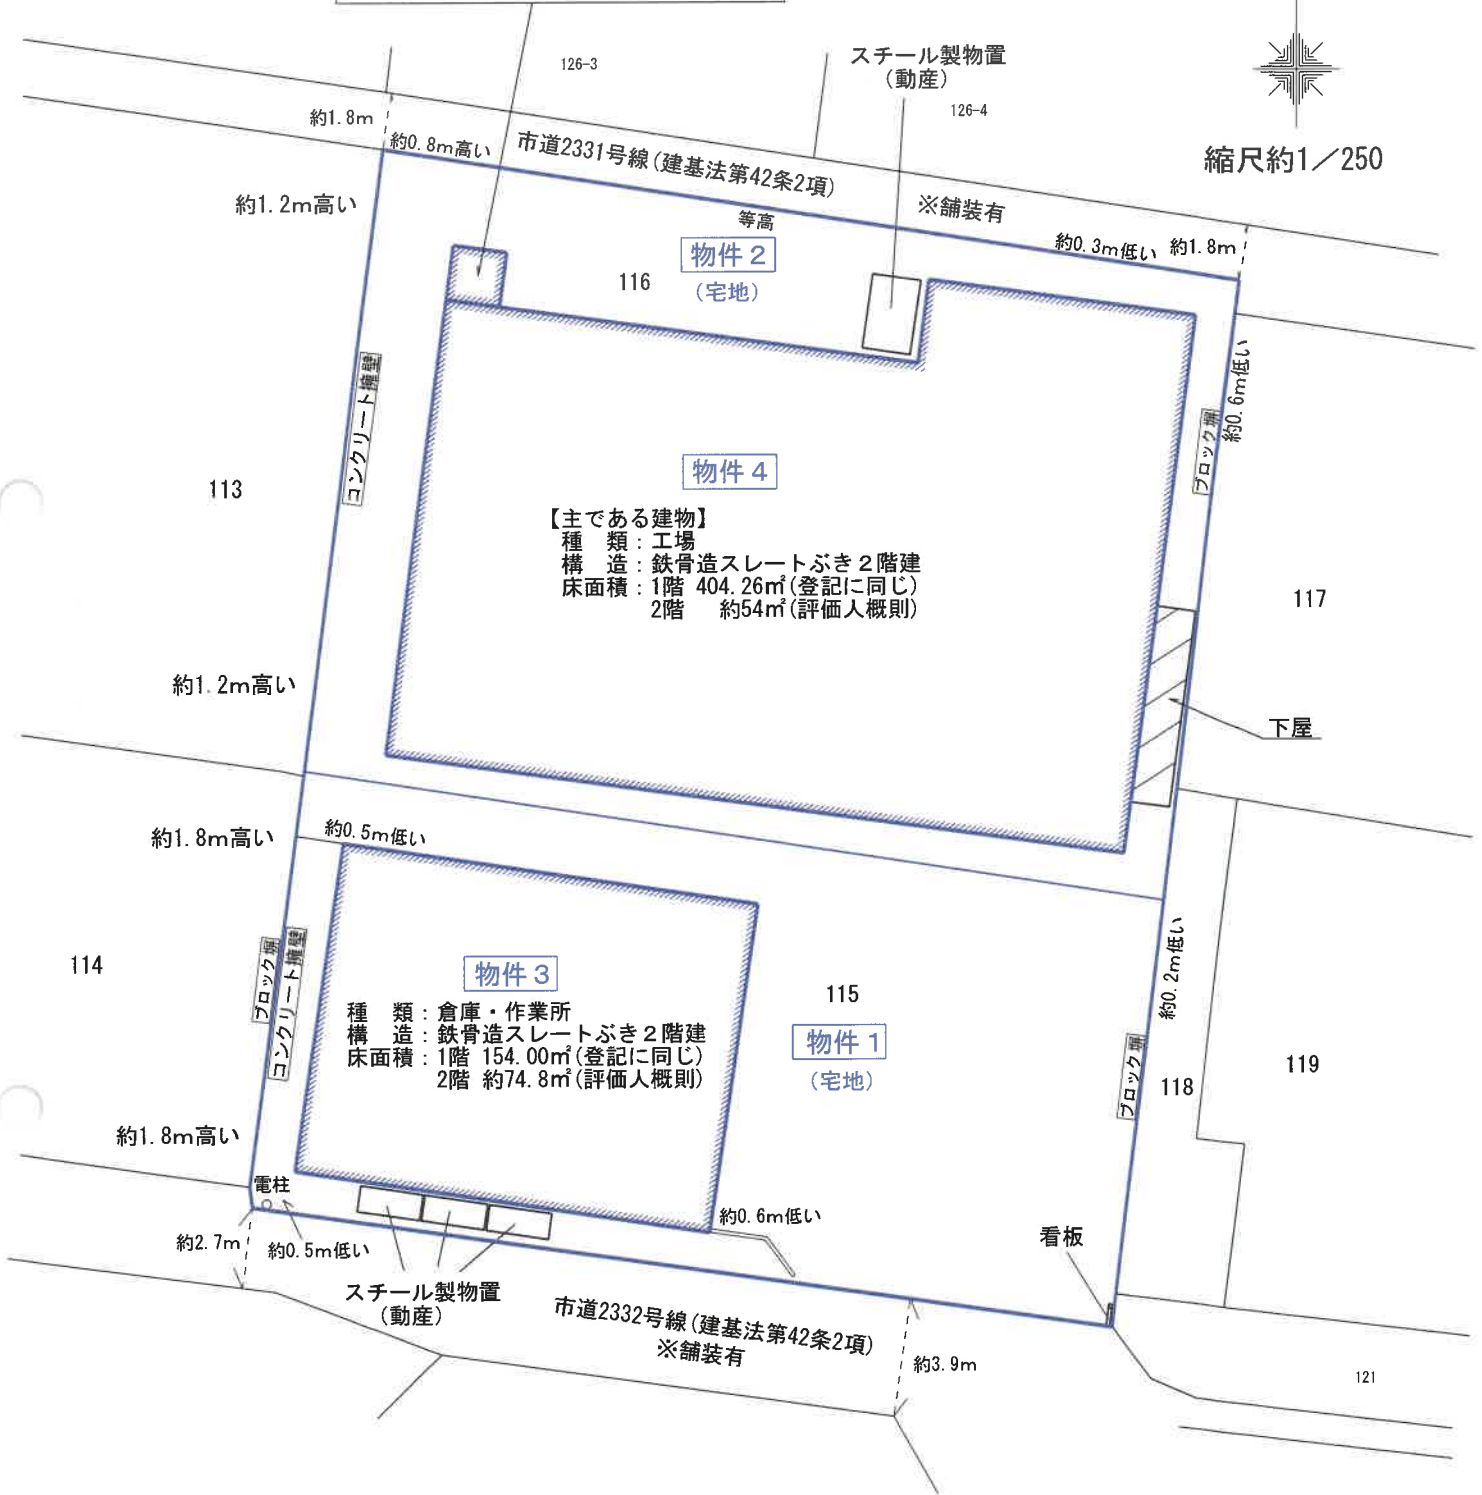 126-3
スチール製物置
(動産)
126-4
縮尺約1／250
約1.8m
約0.8m高い
市道2331号線(建基法第42条2項)
※舗装有
約1.2m高い
等高
約0.3m低い
約1.8m
物件２
(宅地)
116
コンクリート擁壁
ブロック塀
約0.6m低い
113
物件４
【主である建物】
種　類：工場
構　造：鉄骨造スレートぶき２階建
床面積：1階 404.26㎡(登記に同じ)
2階　約54㎡(評価人概則)
117
約1.2m高い
下屋
約1.8m高い
約0.5m低い
114
ブロック塀
コンクリート擁壁
物件３
種　類：倉庫・作業所
構　造：鉄骨造スレートぶき２階建
床面積：1階 154.00㎡(登記に同じ)
2階 約74.8㎡(評価人概則)
115
物件１
(宅地)
約0.2m低い
ブロック塀
118
119
約1.8m高い
電柱
約2.7m
約0.5m低い
約0.6m低い
看板
スチール製物置
(動産)
市道2332号線(建基法第42条2項)
※舗装有
約3.9m
121